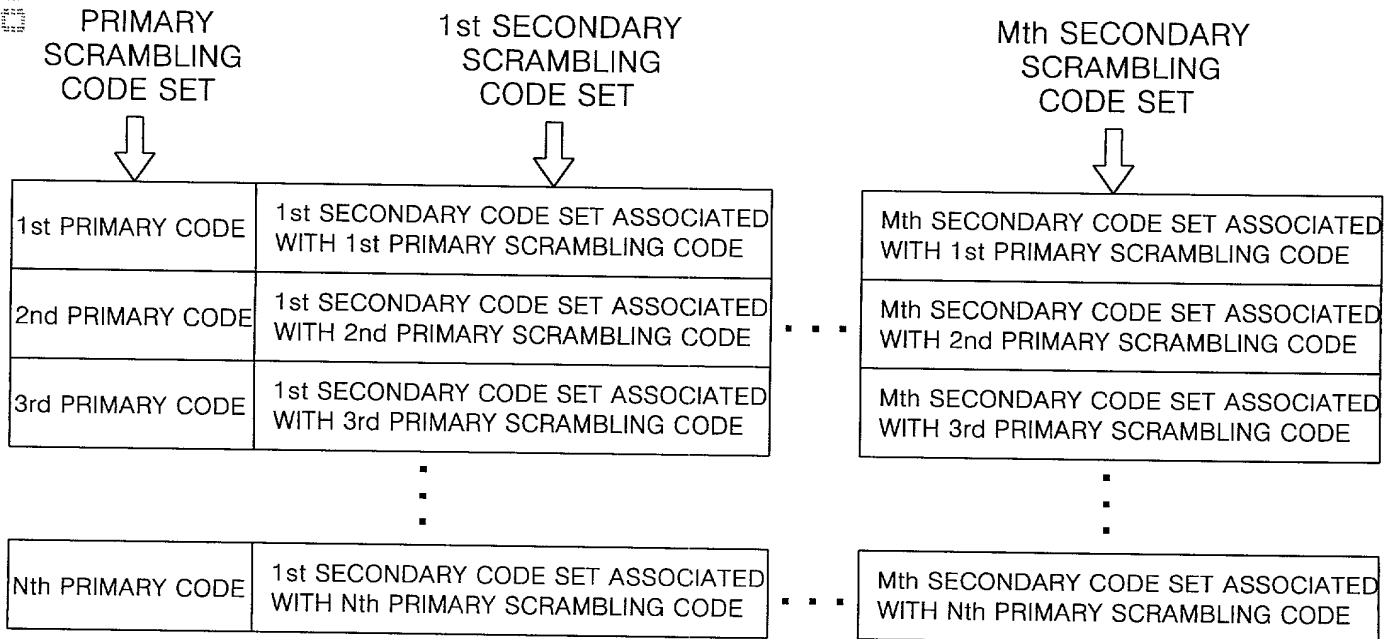 PRIMARY
SCRAMBLING
CODE SET
1st SECONDARY
SCRAMBLING
CODE SET
Mth SECONDARY
SCRAMBLING
CODE SET
1st PRIMARY CODE
1st SECONDARY CODE SET ASSOCIATED
WITH 1st PRIMARY SCRAMBLING CODE
Mth SECONDARY CODE SET ASSOCIATED
WITH 1st PRIMARY SCRAMBLING CODE
2nd PRIMARY CODE
1st SECONDARY CODE SET ASSOCIATED
WITH 2nd PRIMARY SCRAMBLING CODE
Mth SECONDARY CODE SET ASSOCIATED
WITH 2nd PRIMARY SCRAMBLING CODE
3rd PRIMARY CODE
1st SECONDARY CODE SET ASSOCIATED
WITH 3rd PRIMARY SCRAMBLING CODE
Mth SECONDARY CODE SET ASSOCIATED
WITH 3rd PRIMARY SCRAMBLING CODE
Nth PRIMARY CODE
1st SECONDARY CODE SET ASSOCIATED
WITH Nth PRIMARY SCRAMBLING CODE
Mth SECONDARY CODE SET ASSOCIATED
WITH Nth PRIMARY SCRAMBLING CODE